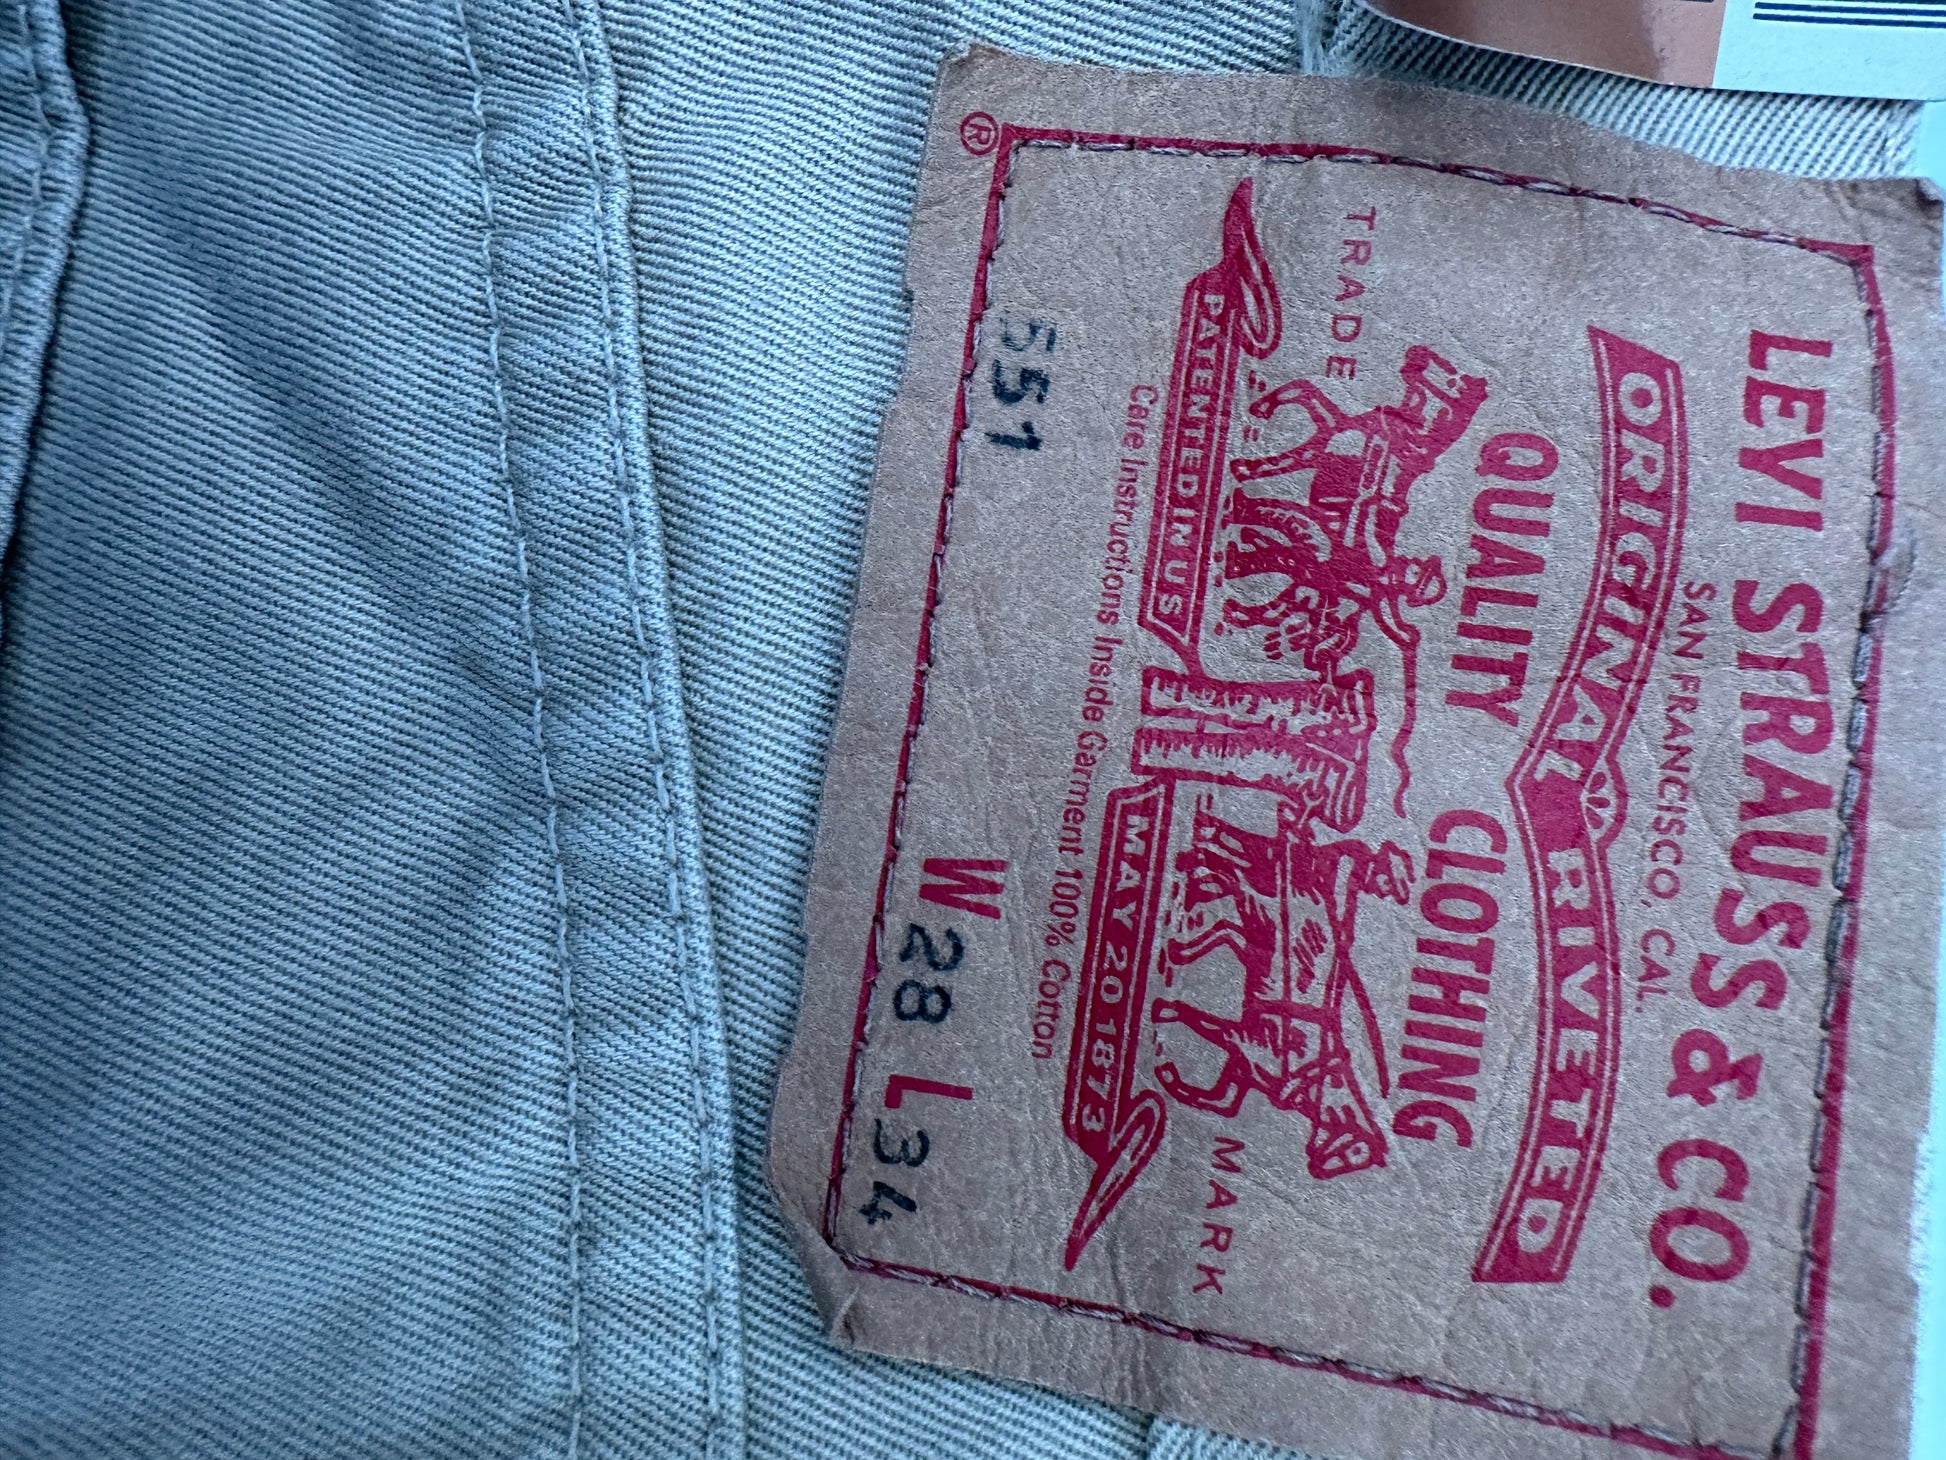 LEVI STRAUSS & CO.
SAN FRANCISCO, CAL.
ORIGINAL RIVETED
QUALITY CLOTHING
TRADE MARK
PATENTED IN US MAY 20 1873
Care Instructions Inside Garment 100% Cotton
551 W 28 L 34
®